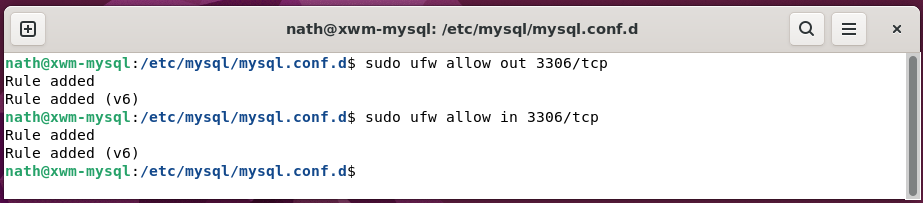 nath@xwm-mysql: /etc/mysql/mysql.conf.d
nath@xwm-mysql:/etc/mysql/mysql.conf.d$ sudo ufw allow out 3306/tcp
Rule added
Rule added (v6)
nath@xwm-mysql:/etc/mysql/mysql.conf.d$ sudo ufw allow in 3306/tcp
Rule added
Rule added (v6)
nath@xwm-mysql:/etc/mysql/mysql.conf.d$